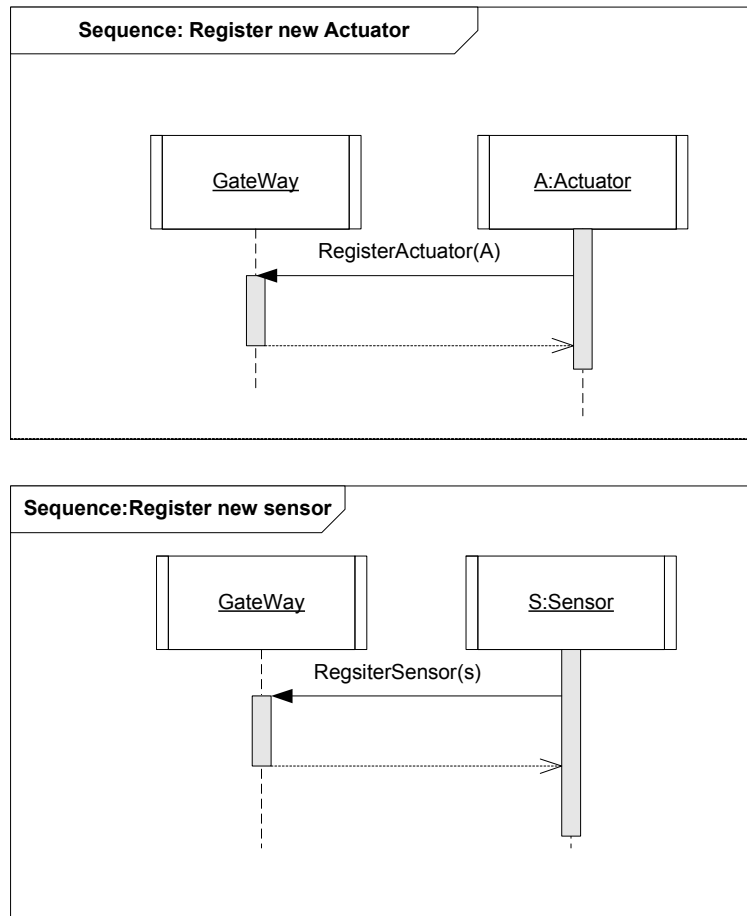 Sequence: Register new Actuator
GateWay
A:Actuator
RegisterActuator(A)
Sequence:Register new sensor
GateWay
S:Sensor
RegsiterSensor(s)